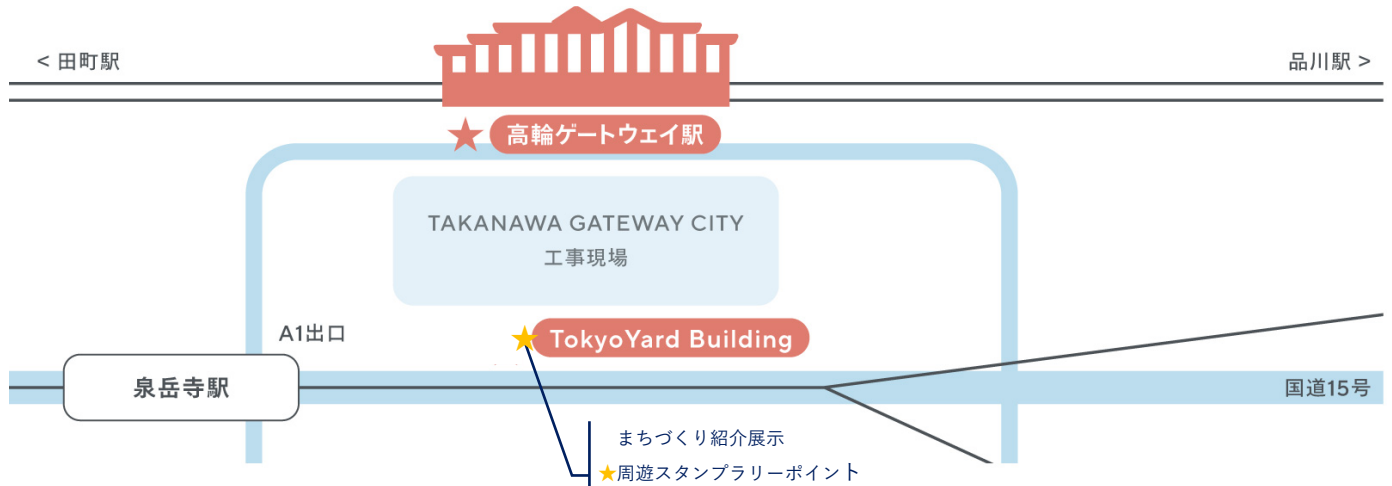 < 田町駅
品川駅 >
高輪ゲートウェイ駅
TAKANAWA GATEWAY CITY
工事現場
A1出口
TokyoYard Building
泉岳寺駅
国道15号
まちづくり紹介展示
周遊スタンプラリーポイント